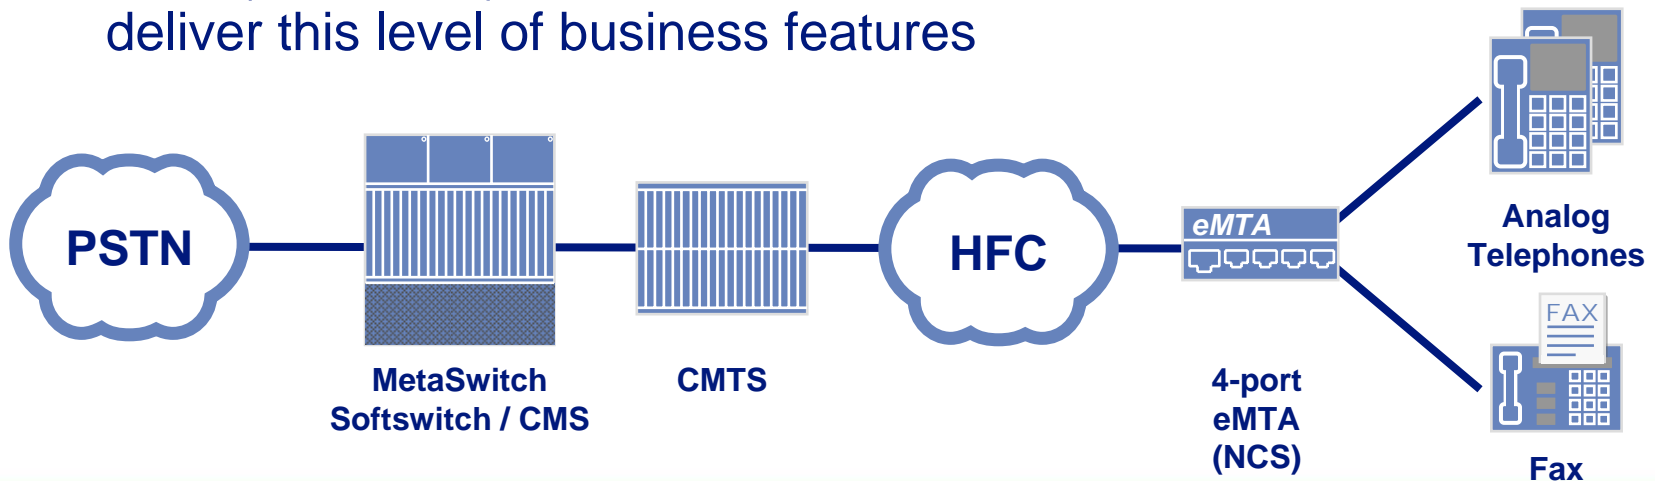 deliver this level of business features
PSTN
MetaSwitch
Softswitch / CMS
CMTS
HFC
eMTA
4-port
eMTA
(NCS)
Analog
Telephones
FAX
Fax